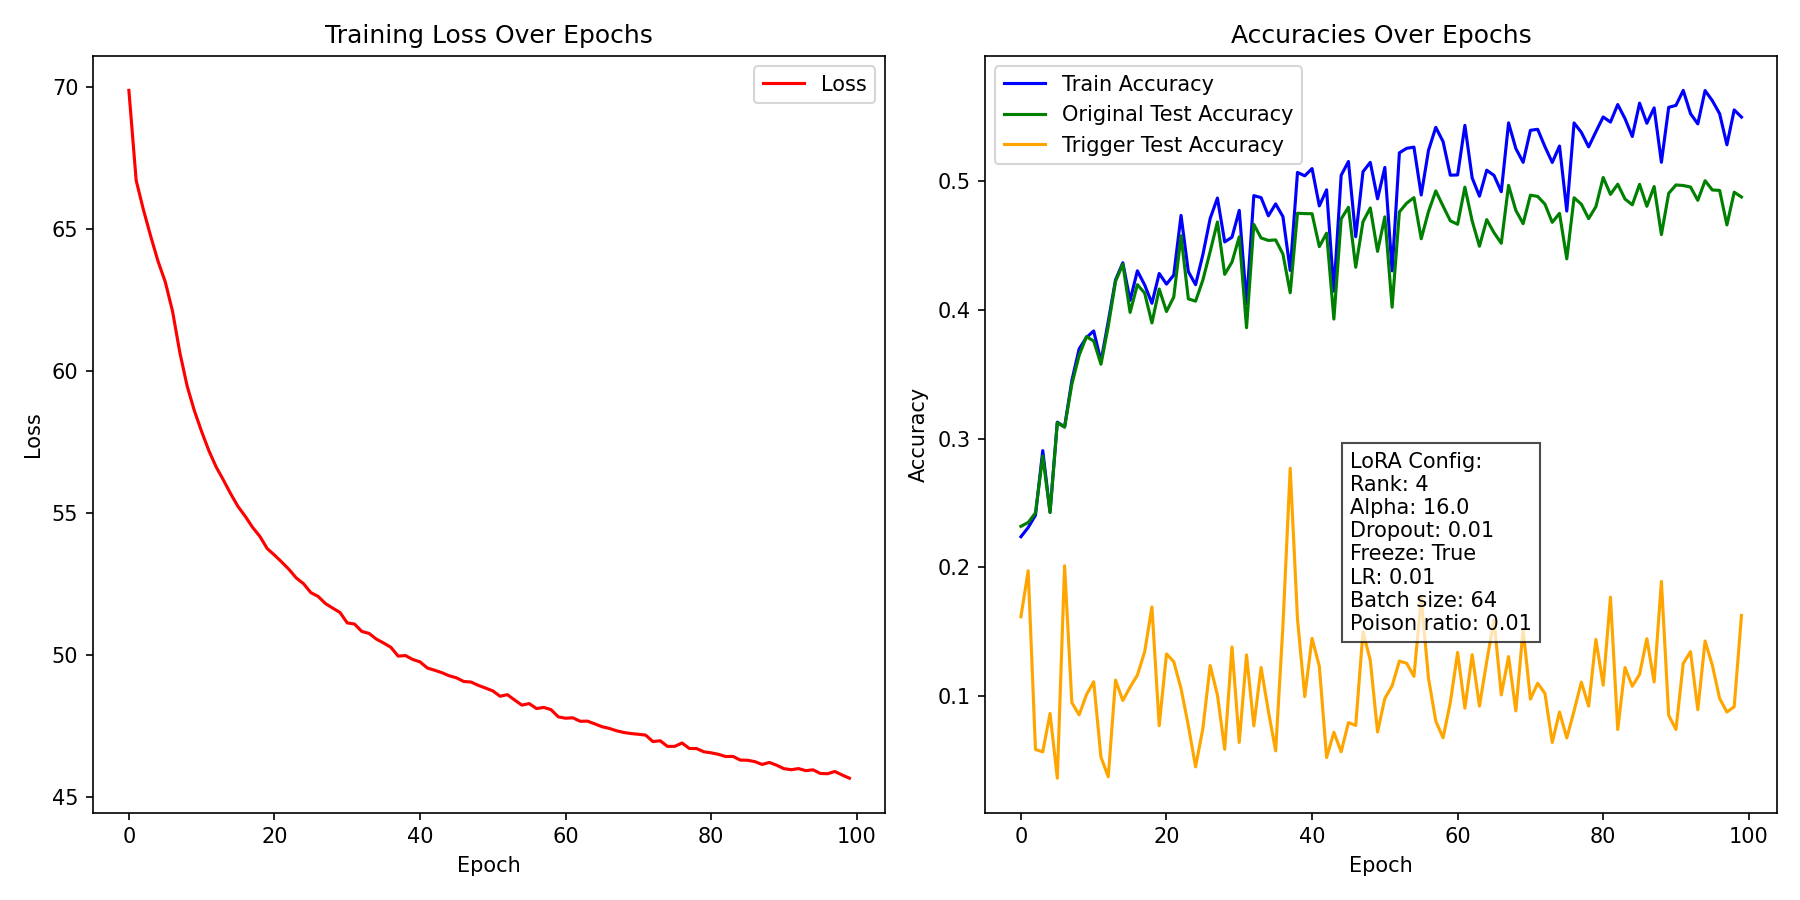 Training Loss Over Epochs
Loss
70
65
60
55
50
45
Loss
0 20 40 60 80 100
Epoch
Accuracies Over Epochs
Train Accuracy
Original Test Accuracy
Trigger Test Accuracy
0.5
0.4
0.3
0.2
0.1
Accuracy
LoRA Config:
Rank: 4
Alpha: 16.0
Dropout: 0.01
Freeze: True
LR: 0.01
Batch size: 64
Poison ratio: 0.01
0 20 40 60 80 100
Epoch